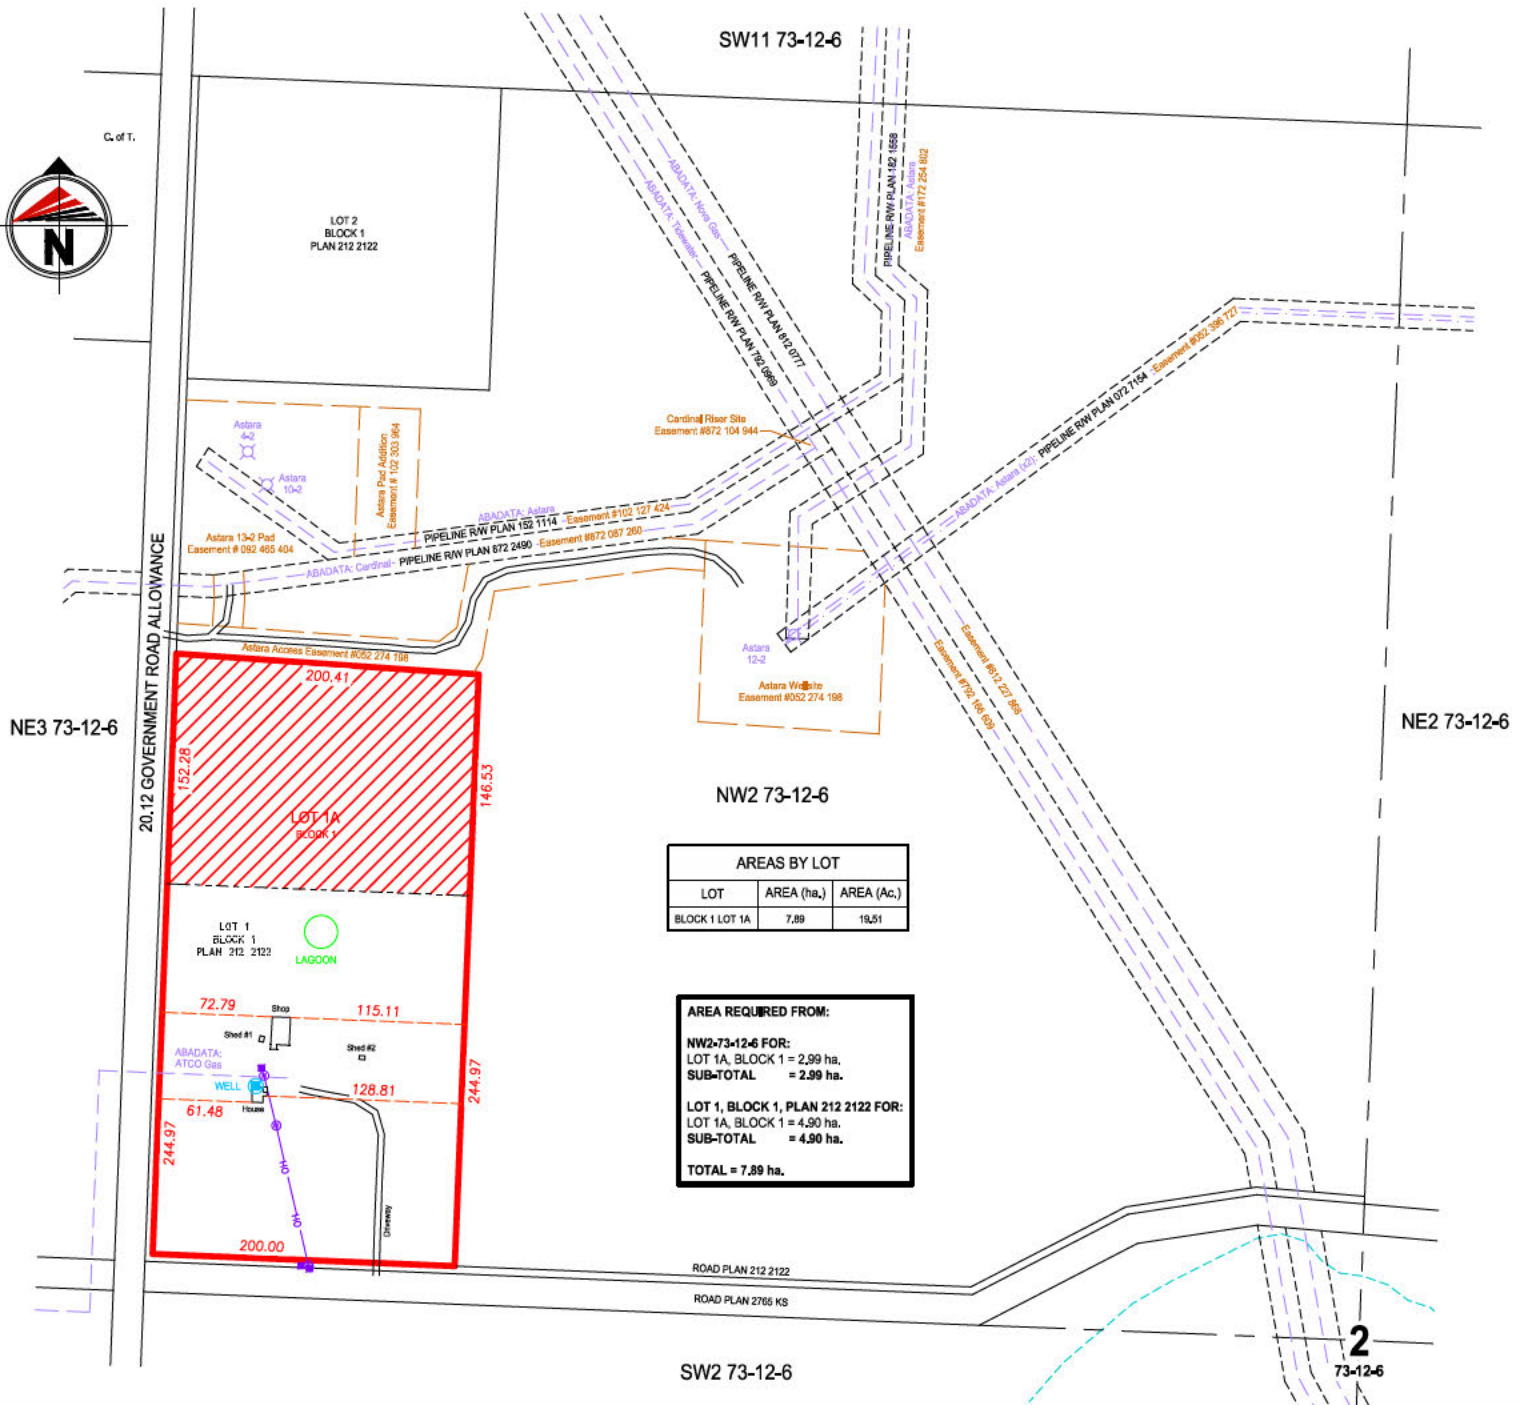 SW11 73-12-6
C. of T.
N
LOT 2
BLOCK 1
PLAN 212 2122
ABADATA: Nova Gas
PIPELINE R/W PLAN 812 0777
ABADATA: Tidewater
PIPELINE R/W PLAN 792 0969
PIPELINE R/W PLAN 182 1558
ABADATA: Astara
Easement #172 254 802
Easement #052 396 727
PIPELINE R/W PLAN 072 7154
ABADATA: Astara (x2)
Cardinal Riser Site
Easement #872 104 944
Astara
4-2
Astara
10-2
Astara Pad Addition
Easement # 102 303 964
Astara 13-2 Pad
Easement # 092 465 404
ABADATA: Astara
PIPELINE R/W PLAN 152 1114
Easement #102 127 424
ABADATA: Cardinal
PIPELINE R/W PLAN 872 2490
Easement #872 087 260
Astara Access Easement #052 274 198
Astara
12-2
Astara Wellsite
Easement #052 274 198
Easement #812 227 868
Easement #792 166 609
20.12 GOVERNMENT ROAD ALLOWANCE
NE3 73-12-6
NE2 73-12-6
NW2 73-12-6
200.41
152.28
146.53
LOT 1A
BLOCK 1
AREAS BY LOT
LOT AREA (ha.) AREA (Ac.)
BLOCK 1 LOT 1A 7.89 19.51
LOT 1
BLOCK 1
PLAN 212 2122
LAGOON
72.79
Shop
115.11
Shed #1
Shed #2
ABADATA:
ATCO Gas
WELL
128.81
61.48
House
244.97
244.97
OH
OH
Driveway
200.00
AREA REQUIRED FROM:
NW2-73-12-6 FOR:
LOT 1A, BLOCK 1 = 2.99 ha.
SUB-TOTAL = 2.99 ha.
LOT 1, BLOCK 1, PLAN 212 2122 FOR:
LOT 1A, BLOCK 1 = 4.90 ha.
SUB-TOTAL = 4.90 ha.
TOTAL = 7.89 ha.
ROAD PLAN 212 2122
ROAD PLAN 2765 KS
SW2 73-12-6
2
73-12-6